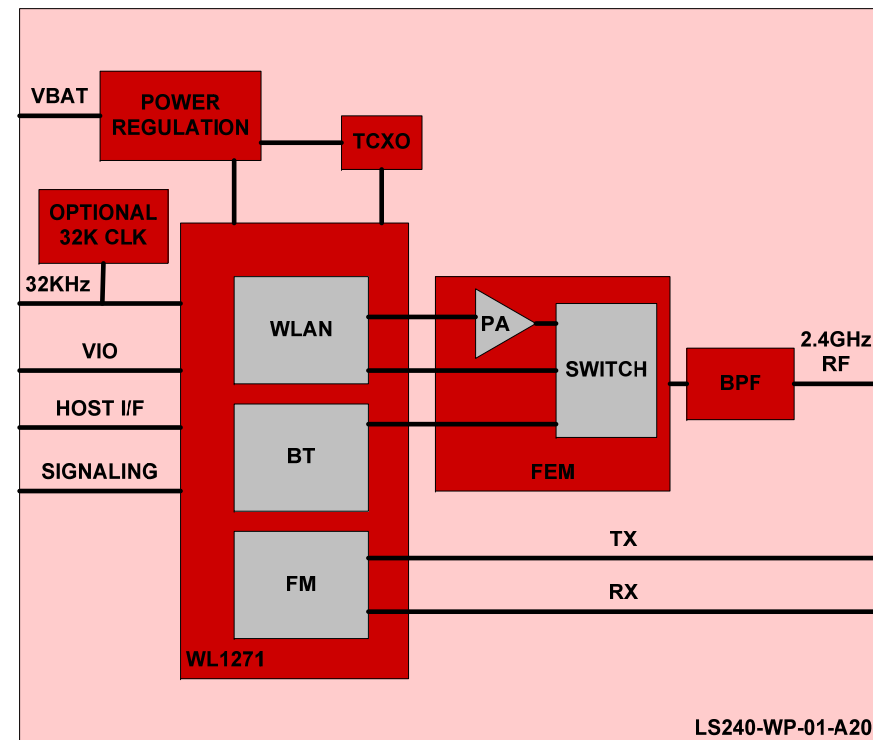 VBAT
POWER
REGULATION
TCXO
OPTIONAL
32K CLK
32KHz
WLAN
PA
SWITCH
2.4GHz
RF
BPF
VIO
HOST I/F
BT
SIGNALING
FEM
TX
FM
RX
WL1271
LS240-WP-01-A20